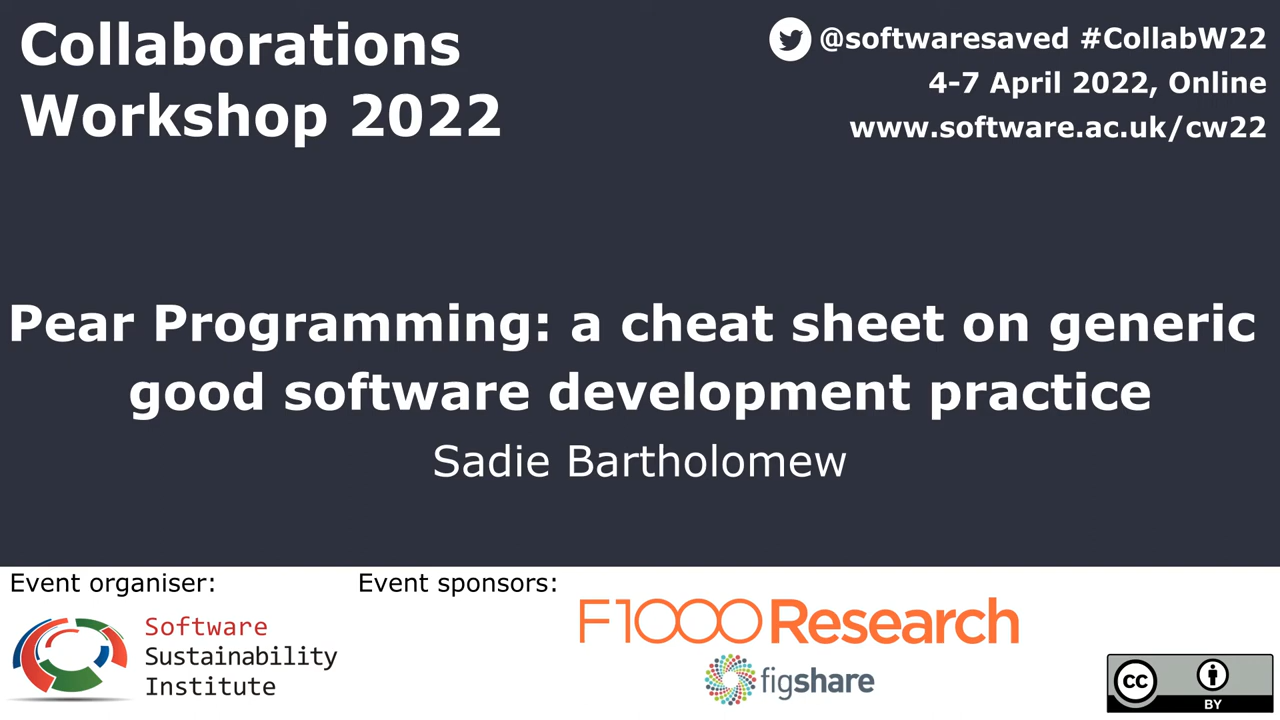 Collaborations
Workshop 2022
@softwaresaved #CollabW22
4-7 April 2022, Online
www.software.ac.uk/cw22
Pear Programming: a cheat sheet on generic
good software development practice
Sadie Bartholomew
Event organiser:
Event sponsors:
Software
Sustainability
Institute
F1000Research
figshare
CC
BY